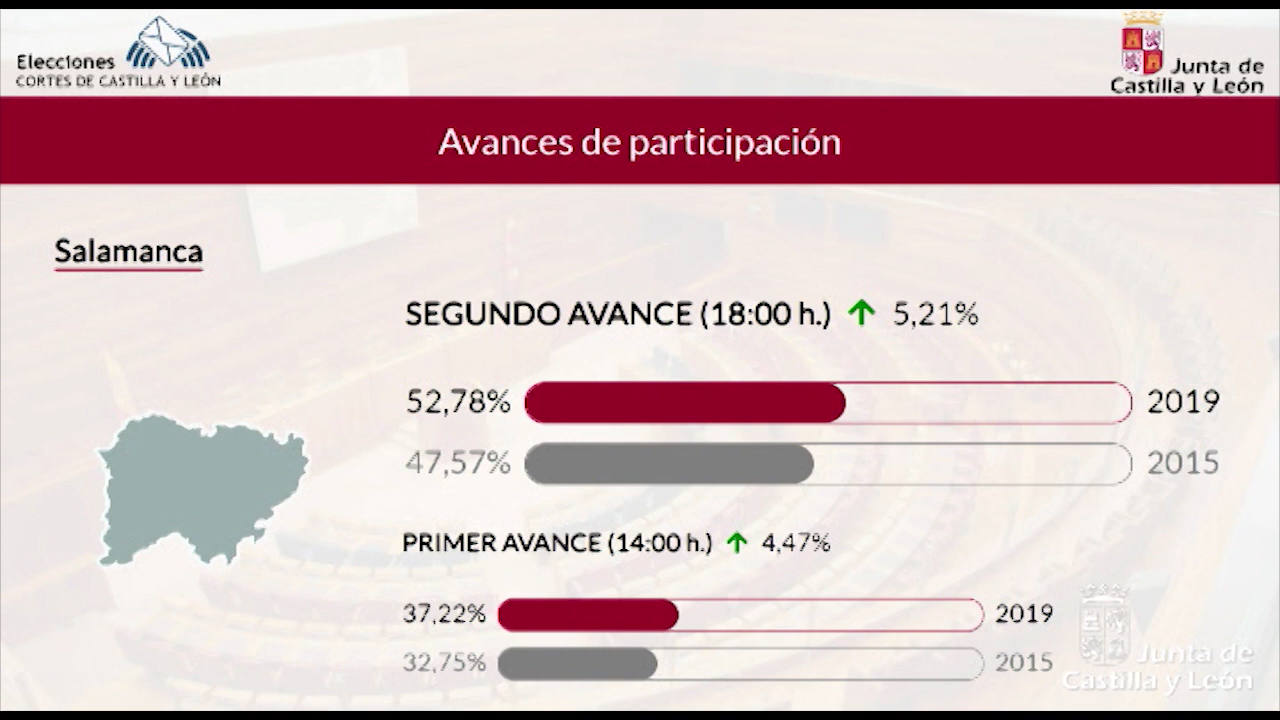 Elecciones
CORTES DE CASTILLA Y LEÓN
Junta de
Castilla y León
Avances de participación
Salamanca
SEGUNDO AVANCE (18:00 h.) ↑ 5,21%
52,78% 2019
47,57% 2015
PRIMER AVANCE (14:00 h.) ↑ 4,47%
37,22% 2019
32,75% 2015
Junta de
Castilla y León